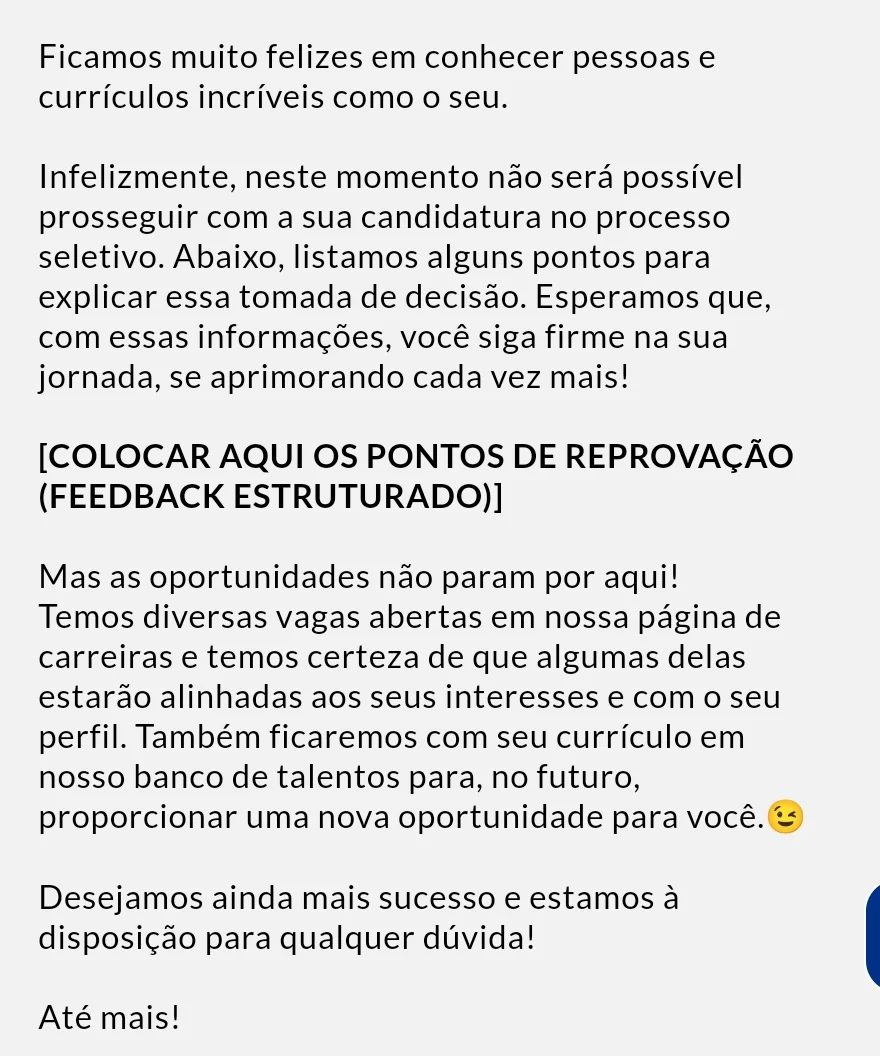 Ficamos muito felizes em conhecer pessoas e
currículos incríveis como o seu.
Infelizmente, neste momento não será possível
prosseguir com a sua candidatura no processo
seletivo. Abaixo, listamos alguns pontos para
explicar essa tomada de decisão. Esperamos que,
com essas informações, você siga firme na sua
jornada, se aprimorando cada vez mais!
[COLOCAR AQUI OS PONTOS DE REPROVAÇÃO
(FEEDBACK ESTRUTURADO)]
Mas as oportunidades não param por aqui!
Temos diversas vagas abertas em nossa página de
carreiras e temos certeza de que algumas delas
estarão alinhadas aos seus interesses e com o seu
perfil. Também ficaremos com seu currículo em
nosso banco de talentos para, no futuro,
proporcionar uma nova oportunidade para você.😉
Desejamos ainda mais sucesso e estamos à
disposição para qualquer dúvida!
Até mais!